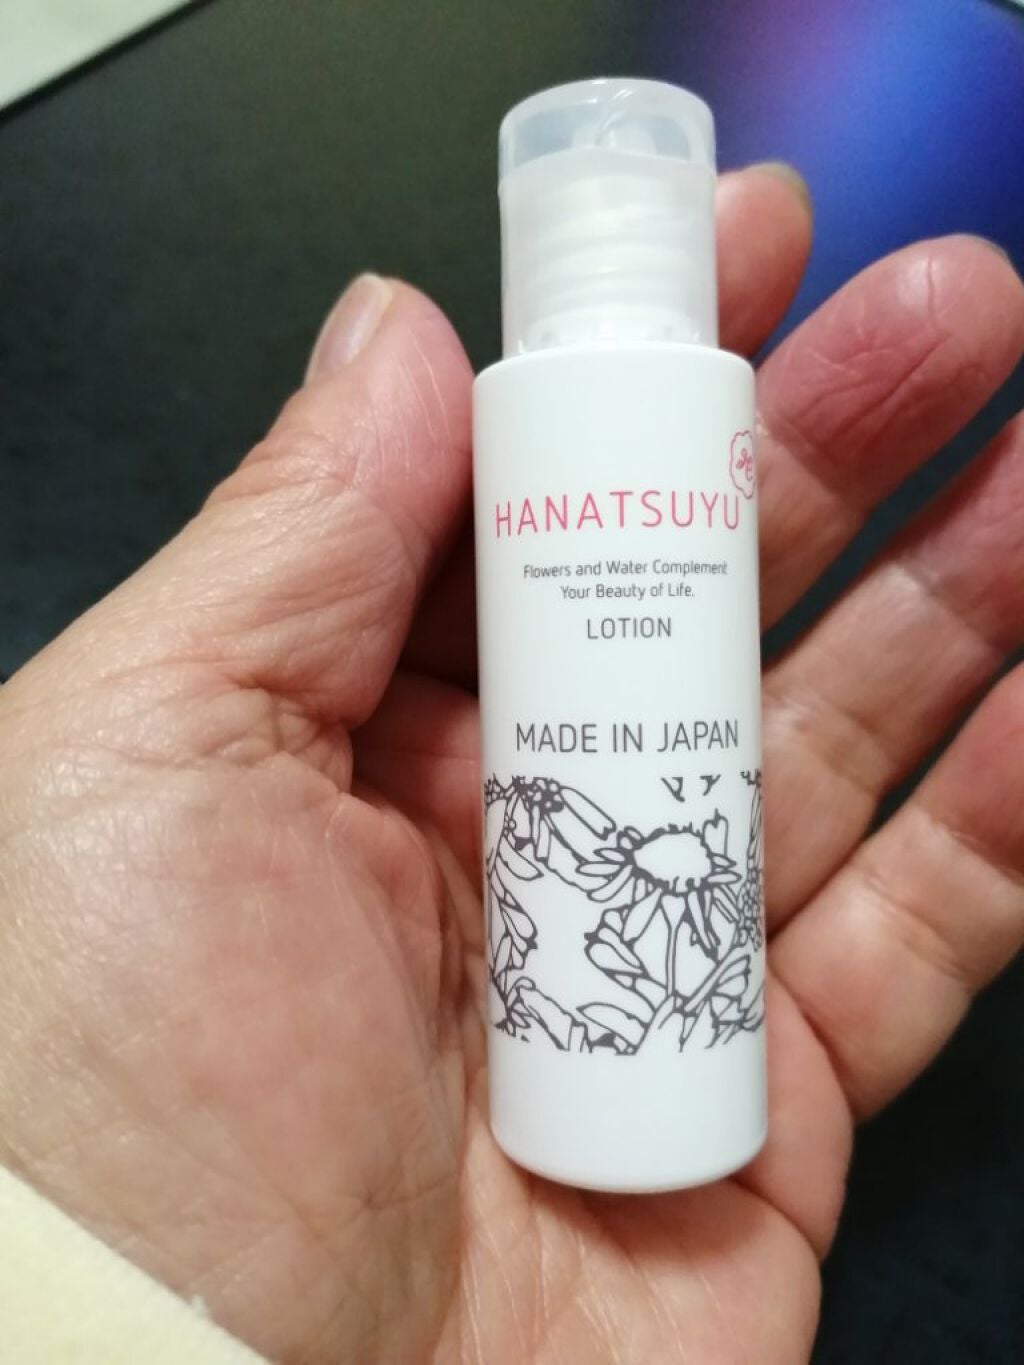 HANATSUYU
Flowers and Water Complement
Your Beauty of Life.
LOTION
MADE IN JAPAN